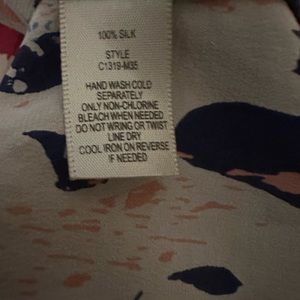 100% SILK
STYLE
C1319-M35
HAND WASH COLD
SEPARATELY
ONLY NON-CHLORINE
BLEACH WHEN NEEDED
DO NOT WRING OR TWIST
LINE DRY
COOL IRON ON REVERSE
IF NEEDED